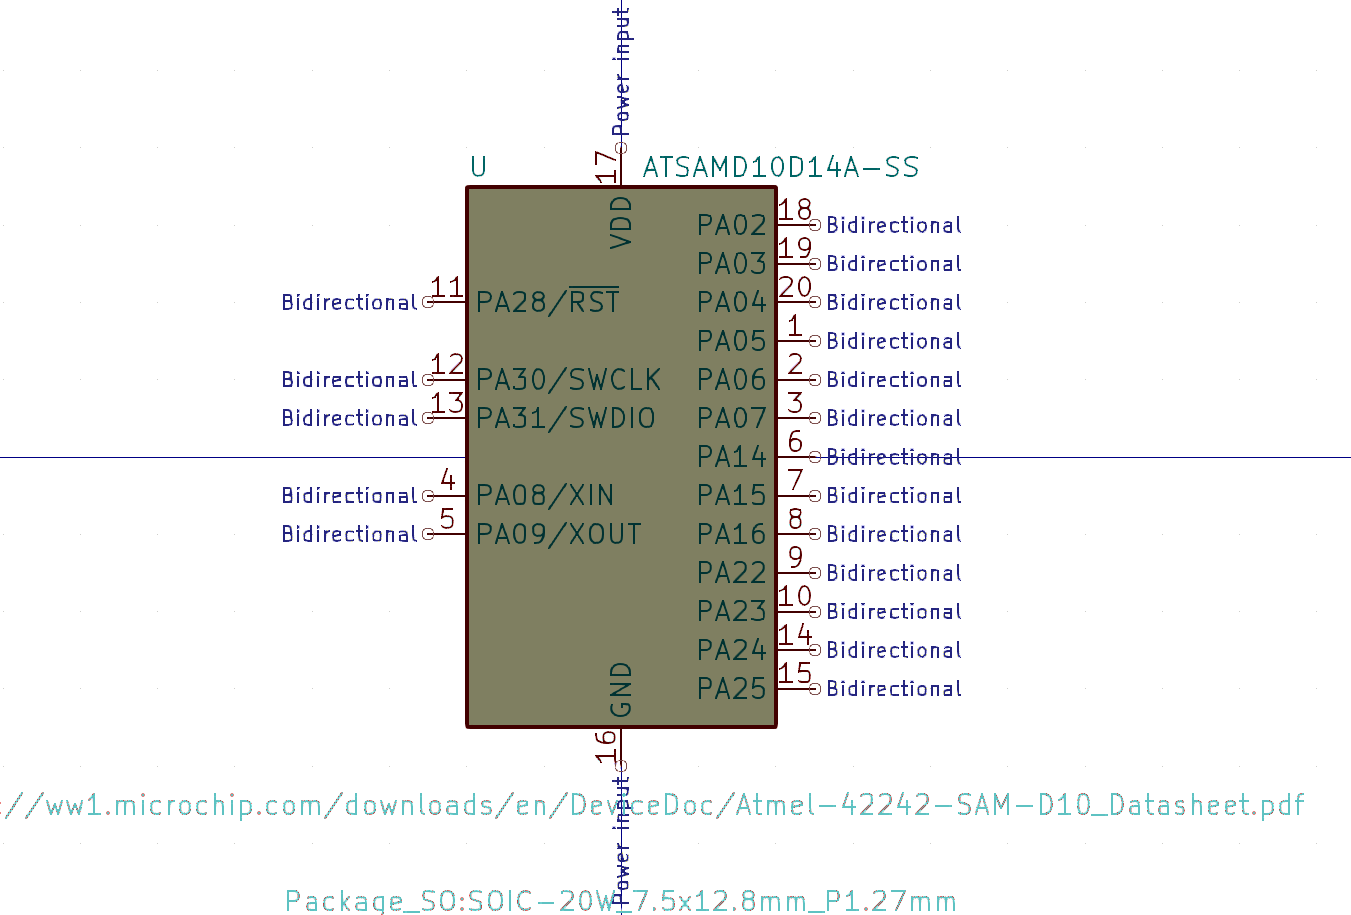 Power input
U 17 ATSAMD10D14A-SS
VDD
PA02 18 Bidirectional
PA03 19 Bidirectional
Bidirectional 11 PA28/RST PA04 20 Bidirectional
PA05 1 Bidirectional
Bidirectional 12 PA30/SWCLK PA06 2 Bidirectional
Bidirectional 13 PA31/SWDIO PA07 3 Bidirectional
PA14 6 Bidirectional
Bidirectional 4 PA08/XIN PA15 7 Bidirectional
Bidirectional 5 PA09/XOUT PA16 8 Bidirectional
PA22 9 Bidirectional
PA23 10 Bidirectional
PA24 14 Bidirectional
PA25 15 Bidirectional
GND
16
://ww1.microchip.com/downloads/en/DeviceDoc/Atmel-42242-SAM-D10_Datasheet.pdf
Power input
Package_SO:SOIC-20W_7.5x12.8mm_P1.27mm